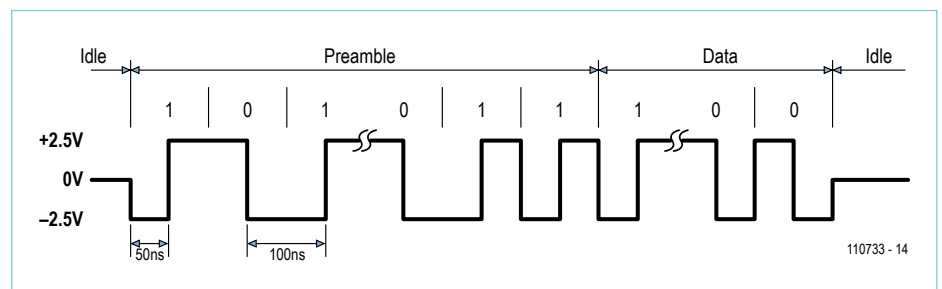 Idle Preamble Data Idle
1 0 1 0 1 1 1 0 0
+2.5V
0V
–2.5V
50ns 100ns
110733 - 14